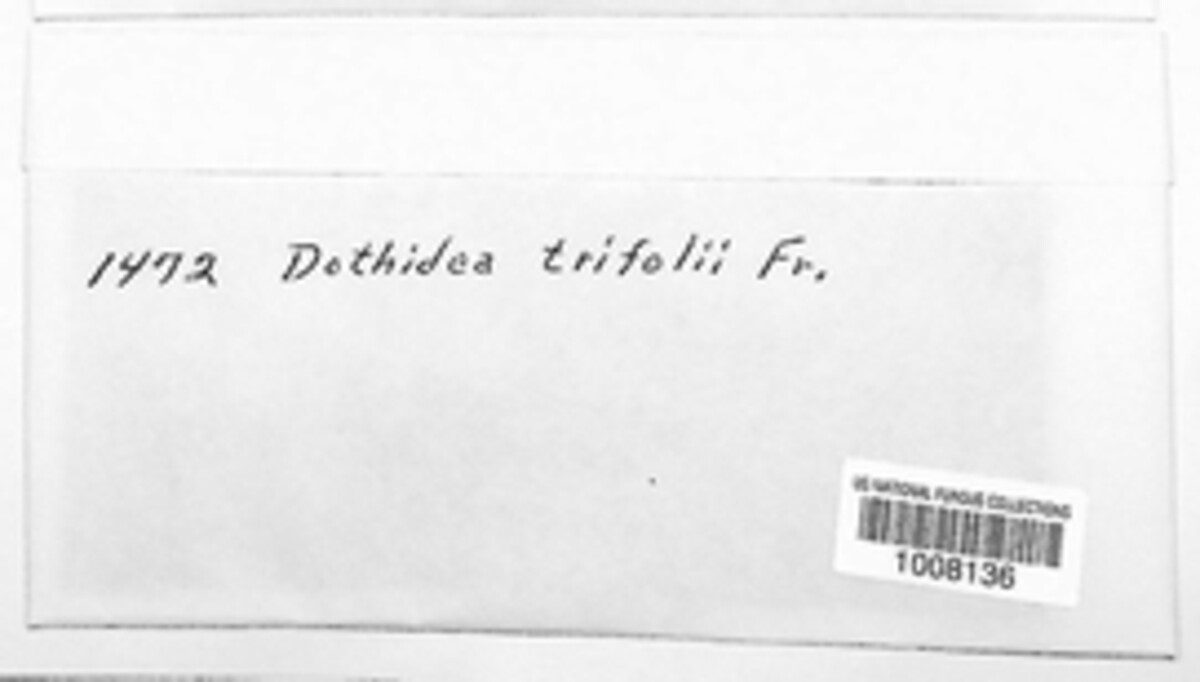 1472 Dothidea trifolii Fr.
US NATIONAL FUNGUS COLLECTIONS
1008136